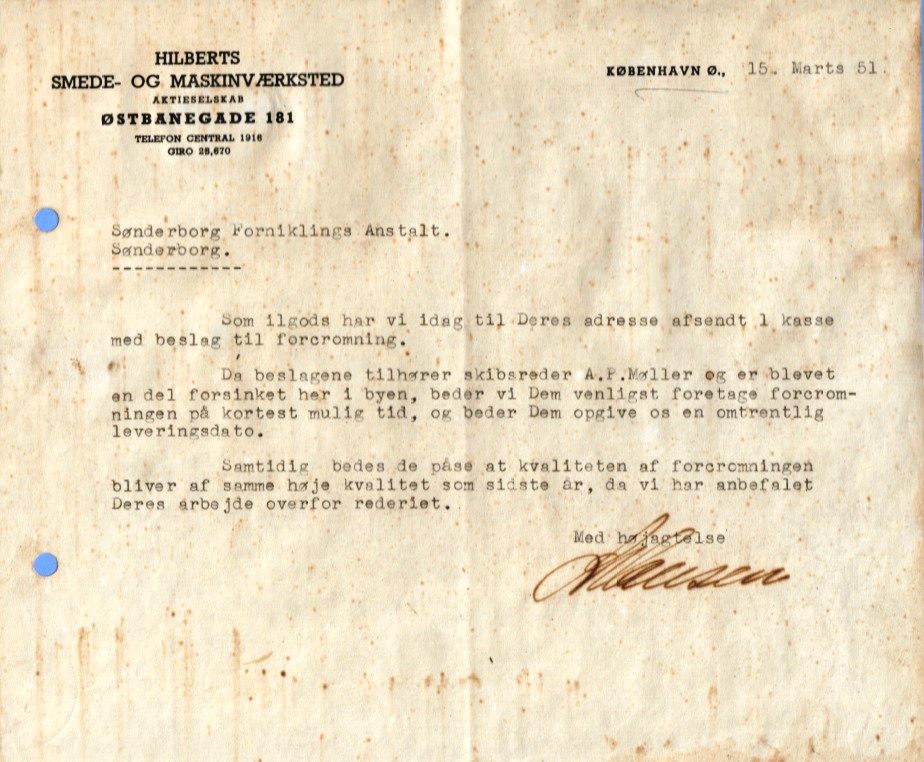 HILBERTS
SMEDE- OG MASKINVÆRKSTED
AKTIESELSKAB
ØSTBANEGADE 181
TELEFON CENTRAL 1916
GIRO 28,670
KØBENHAVN Ø., 15. Marts 51.
Sønderborg Forniklings Anstalt.
Sønderborg.
------------
Som ilgods har vi idag til Deres adresse afsendt 1 kasse
med beslag til forcromning.
Da beslagene tilhører skibsreder A.P.Møller og er blevet
en del forsinket her i byen, beder vi Dem venligst foretage forcrom-
ningen på kortest mulig tid, og beder Dem opgive os en omtrentlig
leveringsdato.
Samtidig bedes de påse at kvaliteten af forcromningen
bliver af samme høje kvalitet som sidste år, da vi har anbefalet
Deres arbejde overfor rederiet.
Med højagtelse